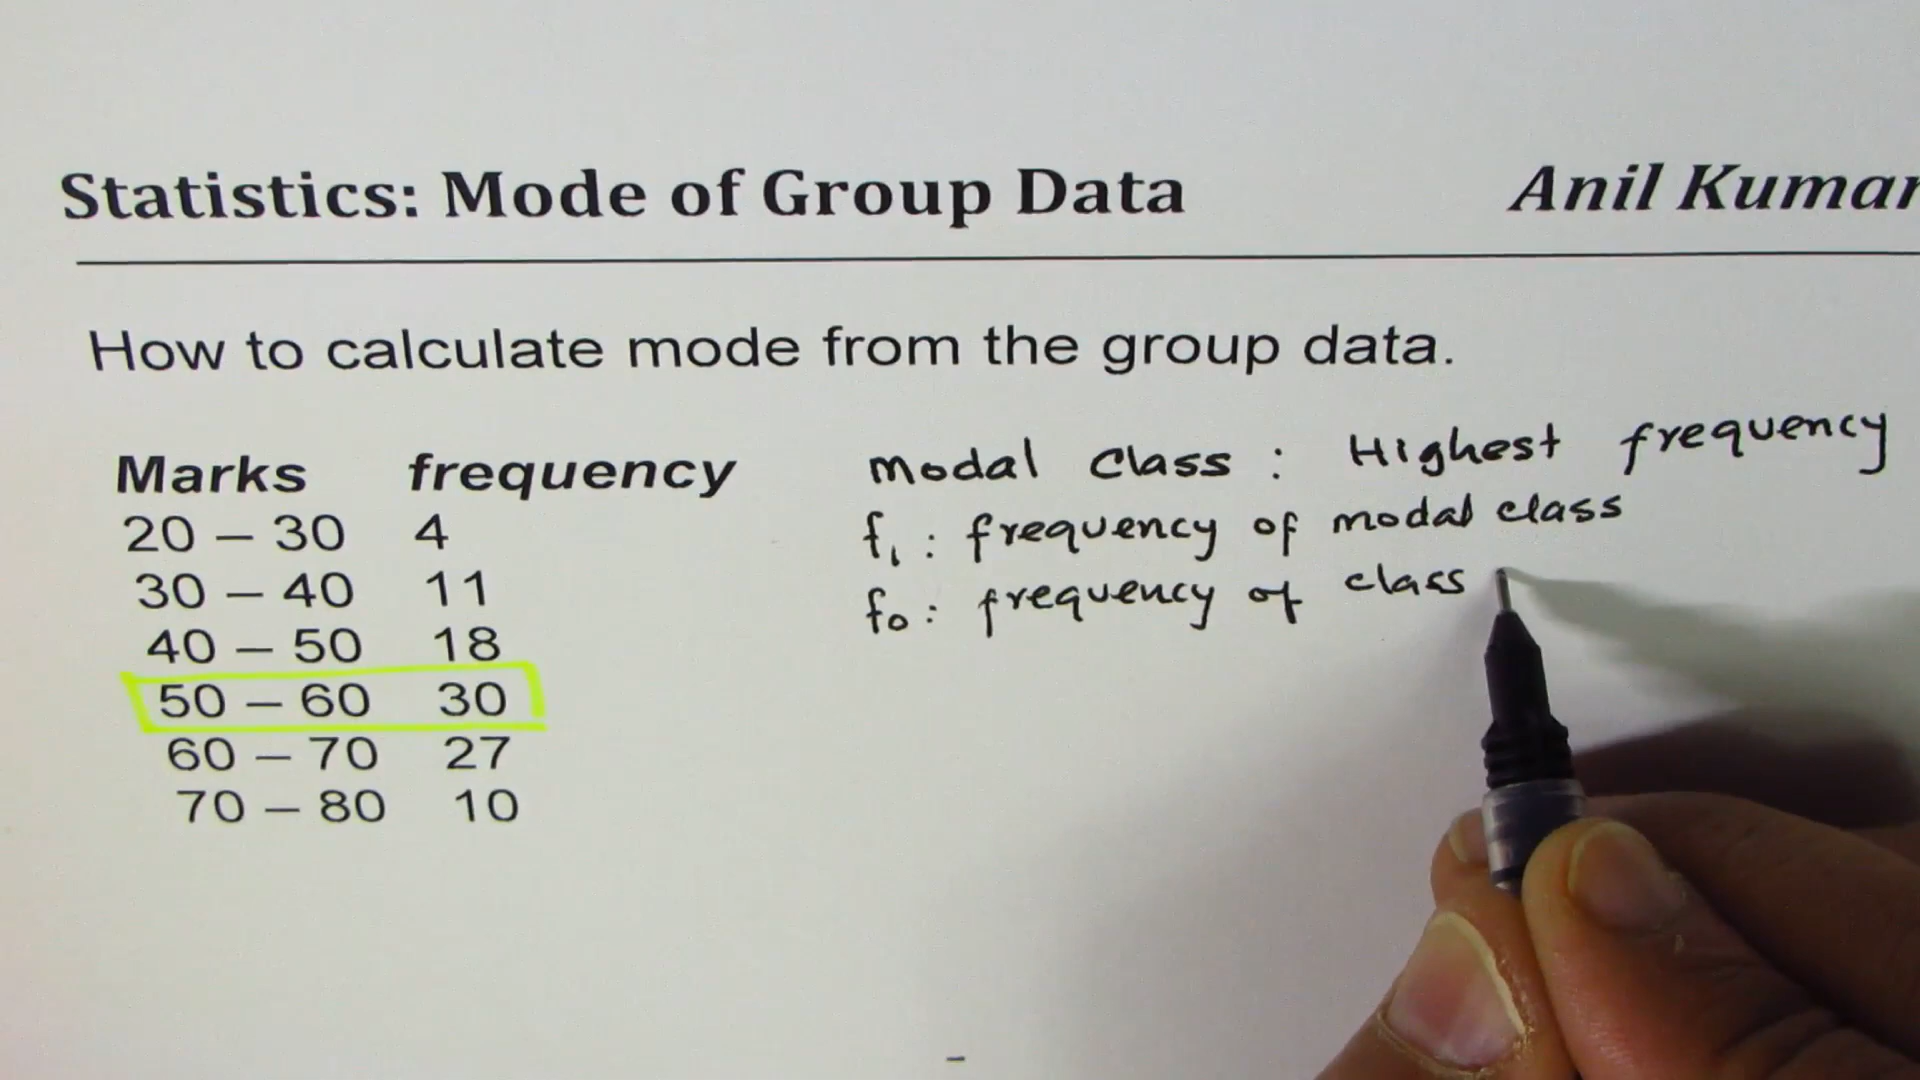 Statistics: Mode of Group Data Anil Kumar
How to calculate mode from the group data.
Marks frequency
20 – 30 4
30 – 40 11
40 – 50 18
50 – 60 30
60 – 70 27
70 – 80 10
Modal Class : Highest frequency
f₁ : frequency of modal class
f₀ : frequency of class